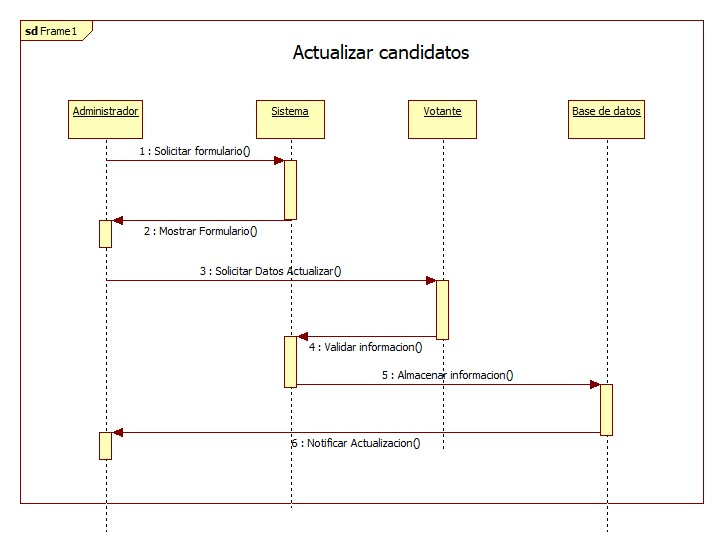 sd Frame1
Actualizar candidatos
Administrador
Sistema
Votante
Base de datos
1 : Solicitar formulario()
2 : Mostrar Formulario()
3 : Solicitar Datos Actualizar()
4 : Validar informacion()
5 : Almacenar informacion()
6 : Notificar Actualizacion()